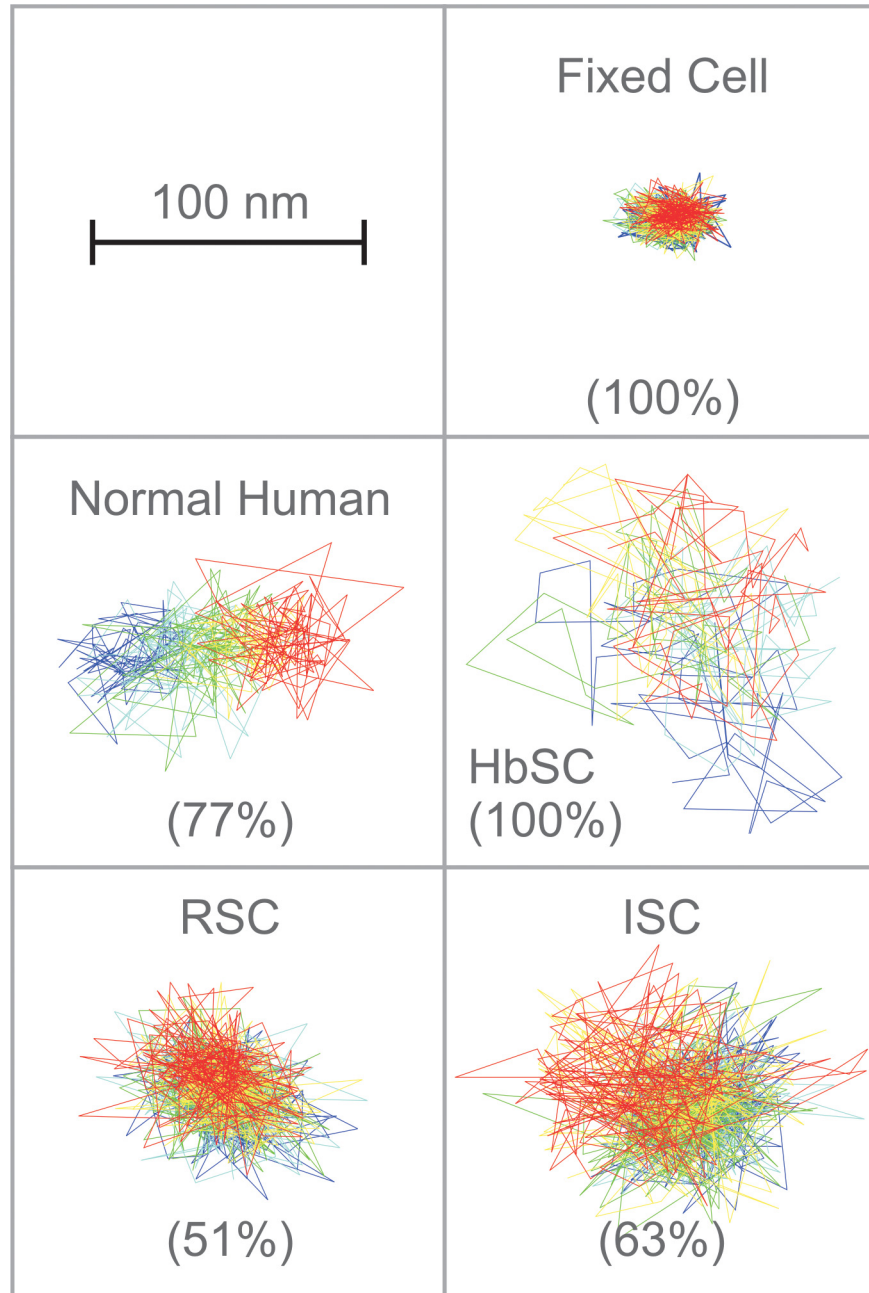 100 nm
Fixed Cell
(100%)
Normal Human
(77%)
HbSC
(100%)
RSC
(51%)
ISC
(63%)